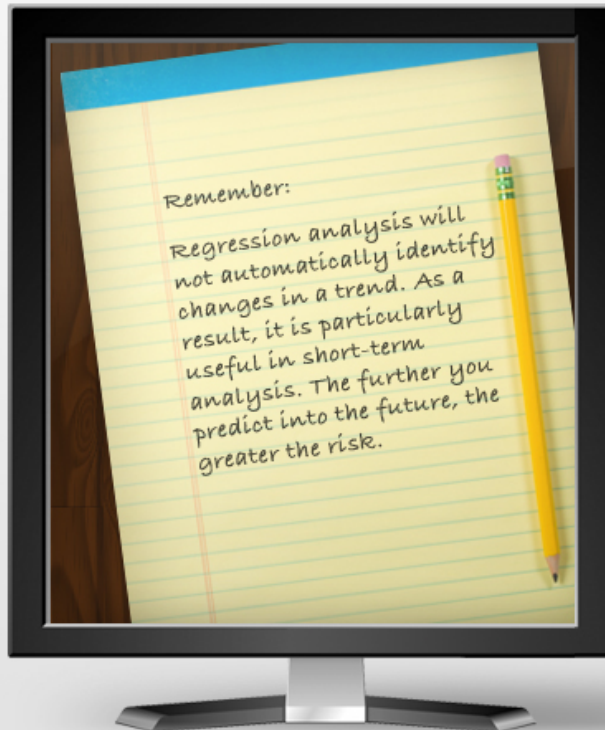 Remember:
Regression analysis will
not automatically identify
changes in a trend. As a
result, it is particularly
useful in short-term
analysis. The further you
predict into the future, the
greater the risk.